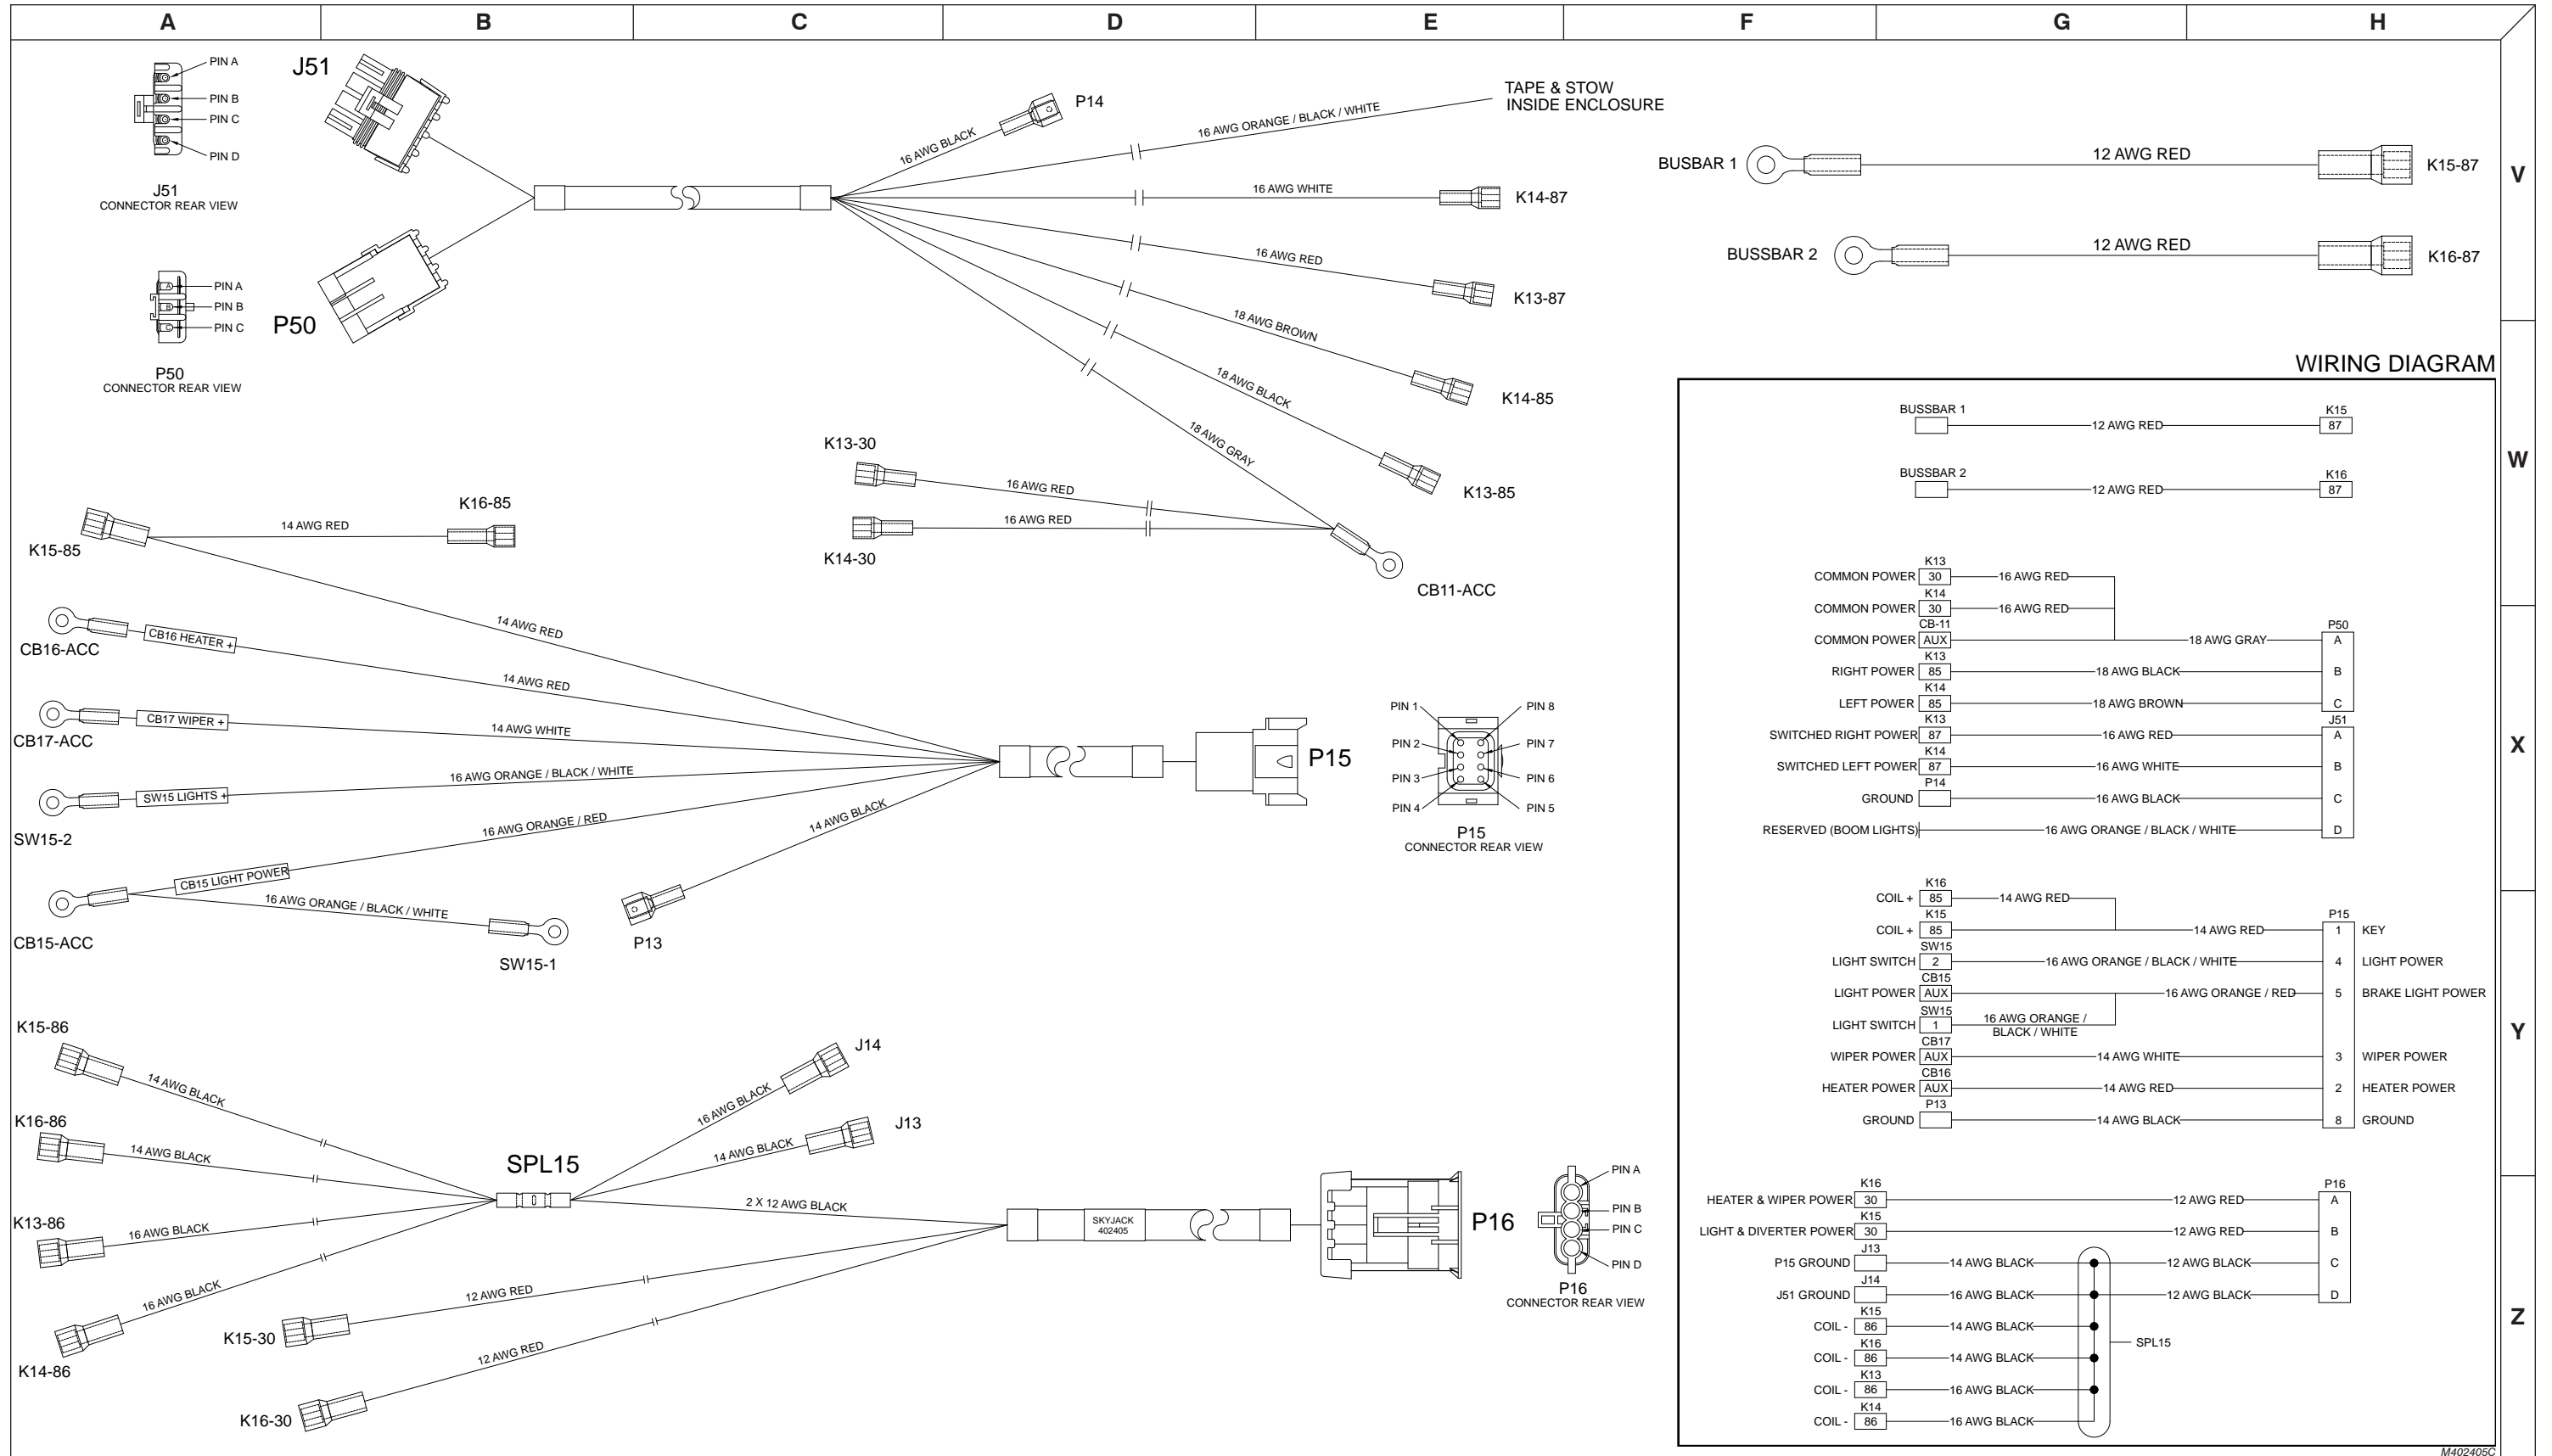 A B C D E F G H
V
W
X
Y
Z
PIN A
PIN B
PIN C
PIN D
J51
CONNECTOR REAR VIEW
J51
PIN A
PIN B
PIN C
P50
CONNECTOR REAR VIEW
P50
P14
16 AWG BLACK
16 AWG ORANGE / BLACK / WHITE
TAPE & STOW
INSIDE ENCLOSURE
16 AWG WHITE
K14-87
16 AWG RED
K13-87
18 AWG BROWN
K14-85
18 AWG BLACK
K13-85
18 AWG GRAY
K13-30
16 AWG RED
K14-30
16 AWG RED
CB11-ACC
BUSBAR 1
12 AWG RED
K15-87
BUSSBAR 2
12 AWG RED
K16-87
K15-85
14 AWG RED
K16-85
14 AWG RED
CB16-ACC
CB16 HEATER +
14 AWG RED
CB17-ACC
CB17 WIPER +
14 AWG WHITE
SW15-2
SW15 LIGHTS +
16 AWG ORANGE / BLACK / WHITE
CB15-ACC
CB15 LIGHT POWER
16 AWG ORANGE / RED
16 AWG ORANGE / BLACK / WHITE
SW15-1
14 AWG BLACK
P13
P15
PIN 1
PIN 2
PIN 3
PIN 4
PIN 8
PIN 7
PIN 6
PIN 5
P15
CONNECTOR REAR VIEW
K15-86
14 AWG BLACK
K16-86
14 AWG BLACK
K13-86
16 AWG BLACK
K14-86
16 AWG BLACK
SPL15
16 AWG BLACK
J14
14 AWG BLACK
J13
2 X 12 AWG BLACK
K15-30
12 AWG RED
K16-30
12 AWG RED
SKYJACK
402405
P16
PIN A
PIN B
PIN C
PIN D
P16
CONNECTOR REAR VIEW
WIRING DIAGRAM
BUSSBAR 1
12 AWG RED
K15
87
BUSSBAR 2
12 AWG RED
K16
87
K13
COMMON POWER 30 16 AWG RED
K14
COMMON POWER 30 16 AWG RED
CB-11 P50
COMMON POWER AUX 18 AWG GRAY A
K13
RIGHT POWER 85 18 AWG BLACK B
K14
LEFT POWER 85 18 AWG BROWN C
K13 J51
SWITCHED RIGHT POWER 87 16 AWG RED A
K14
SWITCHED LEFT POWER 87 16 AWG WHITE B
P14
GROUND 16 AWG BLACK C
RESERVED (BOOM LIGHTS) 16 AWG ORANGE / BLACK / WHITE D
K16
COIL + 85 14 AWG RED
K15 P15
COIL + 85 14 AWG RED 1 KEY
SW15
LIGHT SWITCH 2 16 AWG ORANGE / BLACK / WHITE 4 LIGHT POWER
CB15
LIGHT POWER AUX 16 AWG ORANGE / RED 5 BRAKE LIGHT POWER
SW15
LIGHT SWITCH 1 16 AWG ORANGE /
BLACK / WHITE
CB17
WIPER POWER AUX 14 AWG WHITE 3 WIPER POWER
CB16
HEATER POWER AUX 14 AWG RED 2 HEATER POWER
P13
GROUND 14 AWG BLACK 8 GROUND
K16 P16
HEATER & WIPER POWER 30 12 AWG RED A
K15
LIGHT & DIVERTER POWER 30 12 AWG RED B
J13
P15 GROUND 14 AWG BLACK 12 AWG BLACK C
J14
J51 GROUND 16 AWG BLACK 12 AWG BLACK D
K15
COIL - 86 14 AWG BLACK
SPL15
K16
COIL - 86 14 AWG BLACK
K13
COIL - 86 16 AWG BLACK
K14
COIL - 86 16 AWG BLACK
M402405C